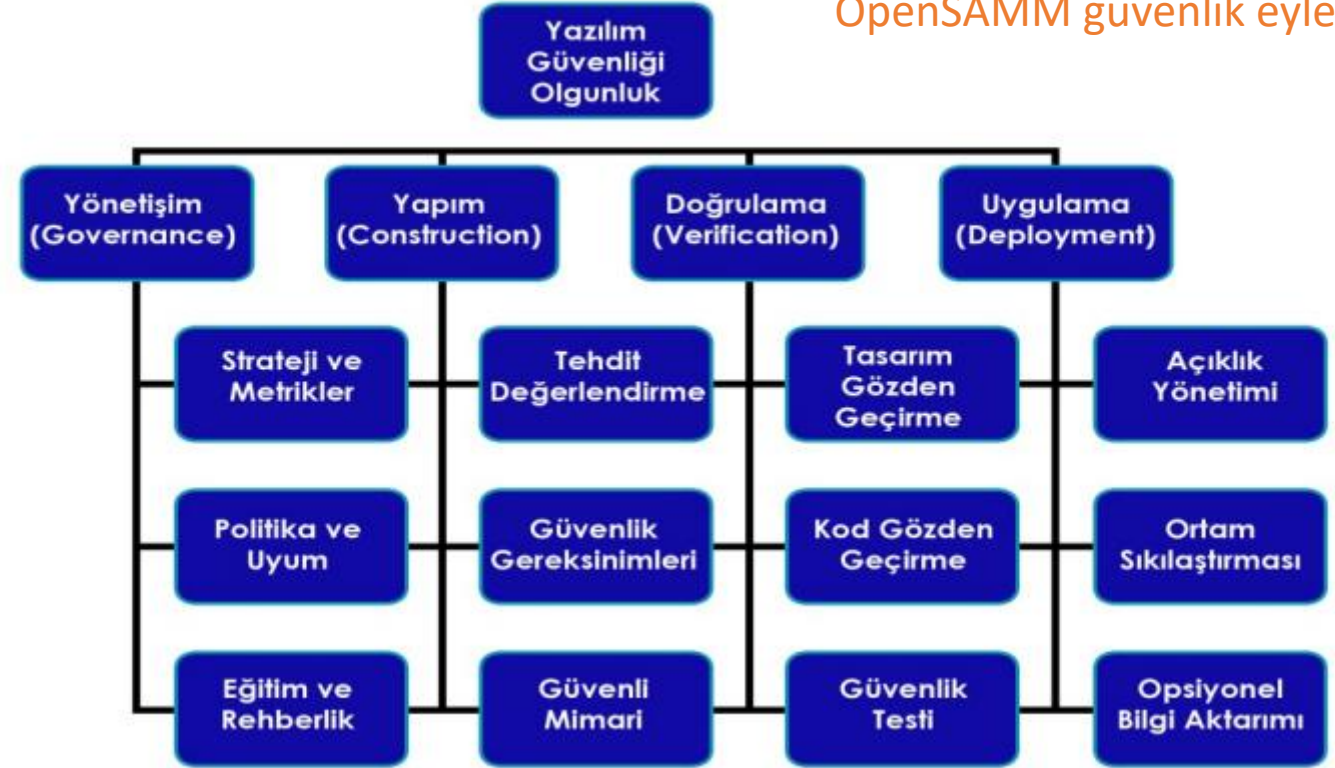 OpenSAMM güvenlik eyle
Yazılım
Güvenliği
Olgunluk
Yönetişim
(Governance)
Yapım
(Construction)
Doğrulama
(Verification)
Uygulama
(Deployment)
Strateji ve
Metrikler
Tehdit
Değerlendirme
Tasarım
Gözden
Geçirme
Açıklık
Yönetimi
Politika ve
Uyum
Güvenlik
Gereksinimleri
Kod Gözden
Geçirme
Ortam
Sıkılaştırması
Eğitim ve
Rehberlik
Güvenli
Mimari
Güvenlik
Testi
Opsiyonel
Bilgi Aktarımı